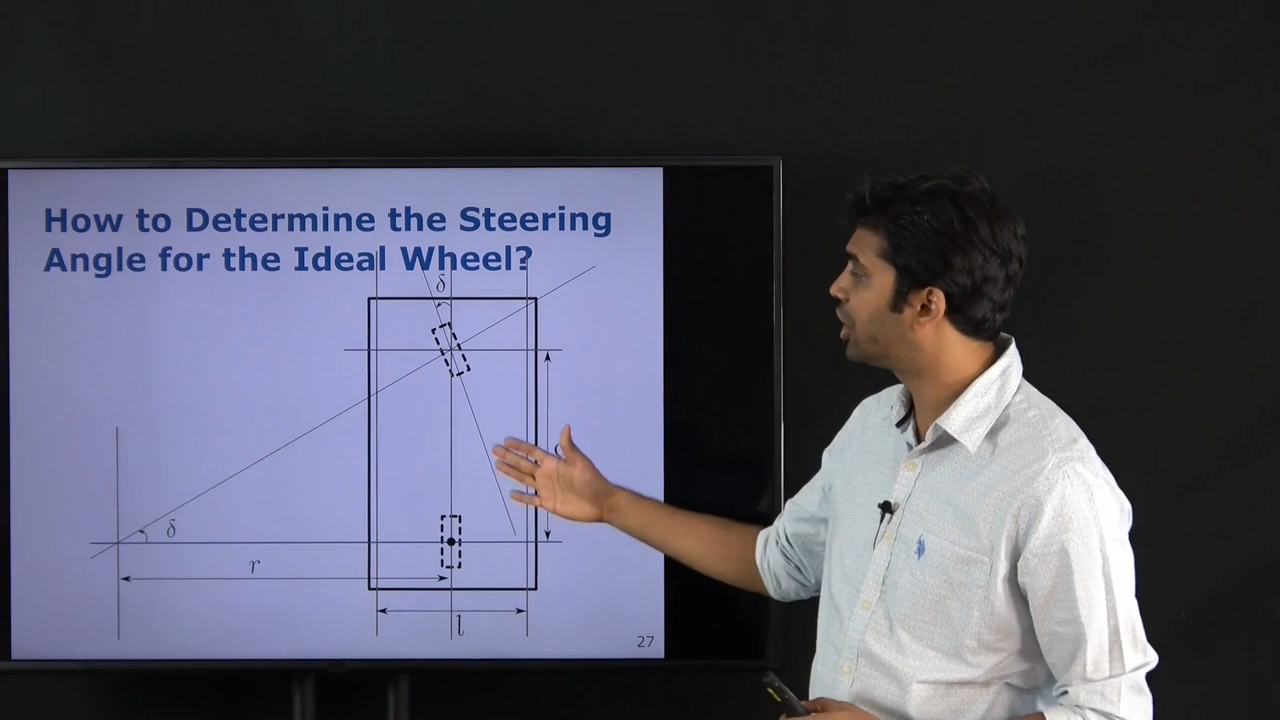 How to Determine the Steering
Angle for the Ideal Wheel?
δ
δ
r
l
27